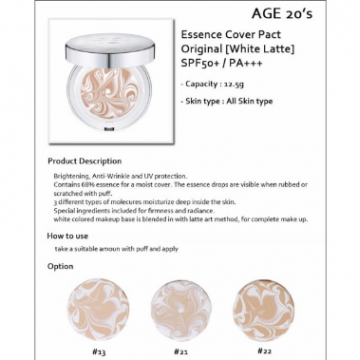 AGE 20's
Essence Cover Pact
Original [White Latte]
SPF50+ / PA+++
- Capacity : 12.5g
- Skin type : All Skin type
Product Description
Brightening, Anti-Wrinkle and UV protection.
Contains 68% essence for a moist cover. The essence drops are visible when rubbed or
scratched with puff.
3 different types of molecures moisturize deep inside the skin.
Special ingredients included for firmness and radiance.
white colored makeup base is blended in with latte art method, for complete make up.
How to use
take a suitable amoun with puff and apply
Option
#13
#21
#22